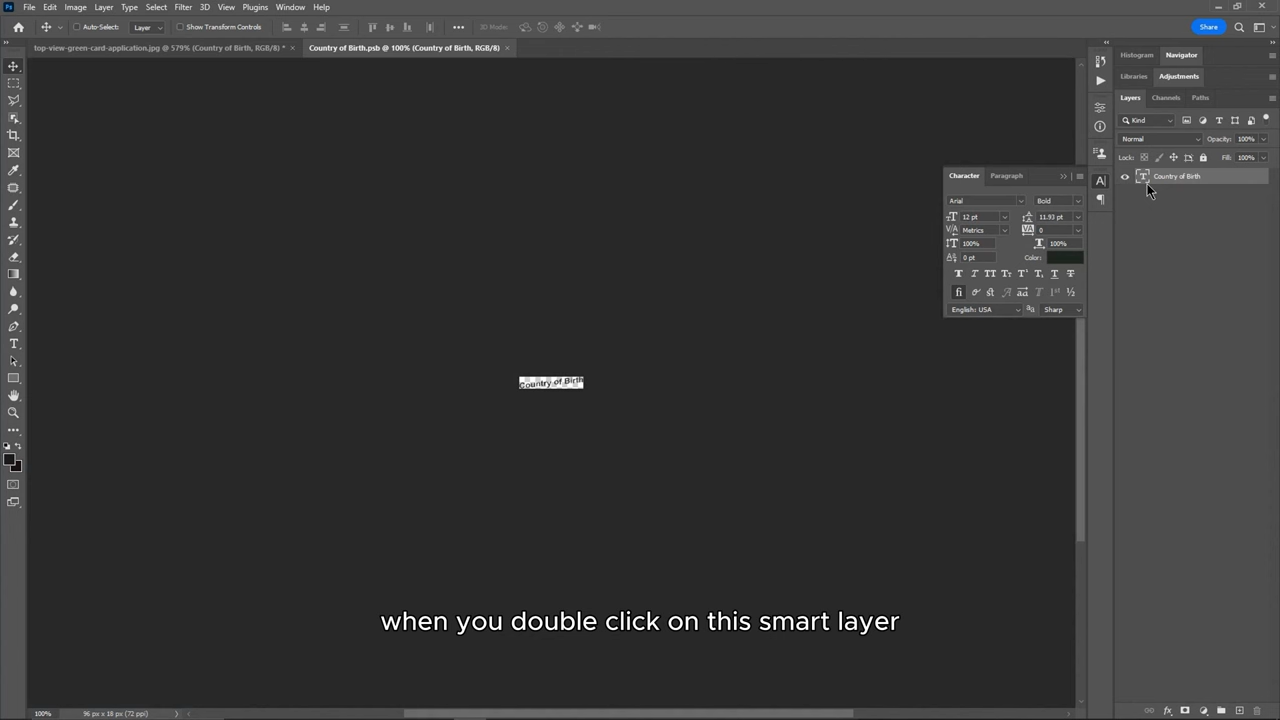 Ps File Edit Image Layer Type Select Filter 3D View Plugins Window Help
Auto-Select: Layer Show Transform Controls 3D Mode: Share
top-view-green-card-application.jpg @ 579% (Country of Birth, RGB/8) * × Country of Birth.psb @ 100% (Country of Birth, RGB/8) ×
Histogram Navigator
Libraries Adjustments
Layers Channels Paths
Kind
Normal Opacity: 100%
Lock: Fill: 100%
Country of Birth
Character Paragraph
Arial Bold
12 pt 11.93 pt
Metrics 0
100% 100%
0 pt Color:
English: USA Sharp
Country of Birth
when you double click on this smart layer
100% 96 px x 18 px (72 ppi)